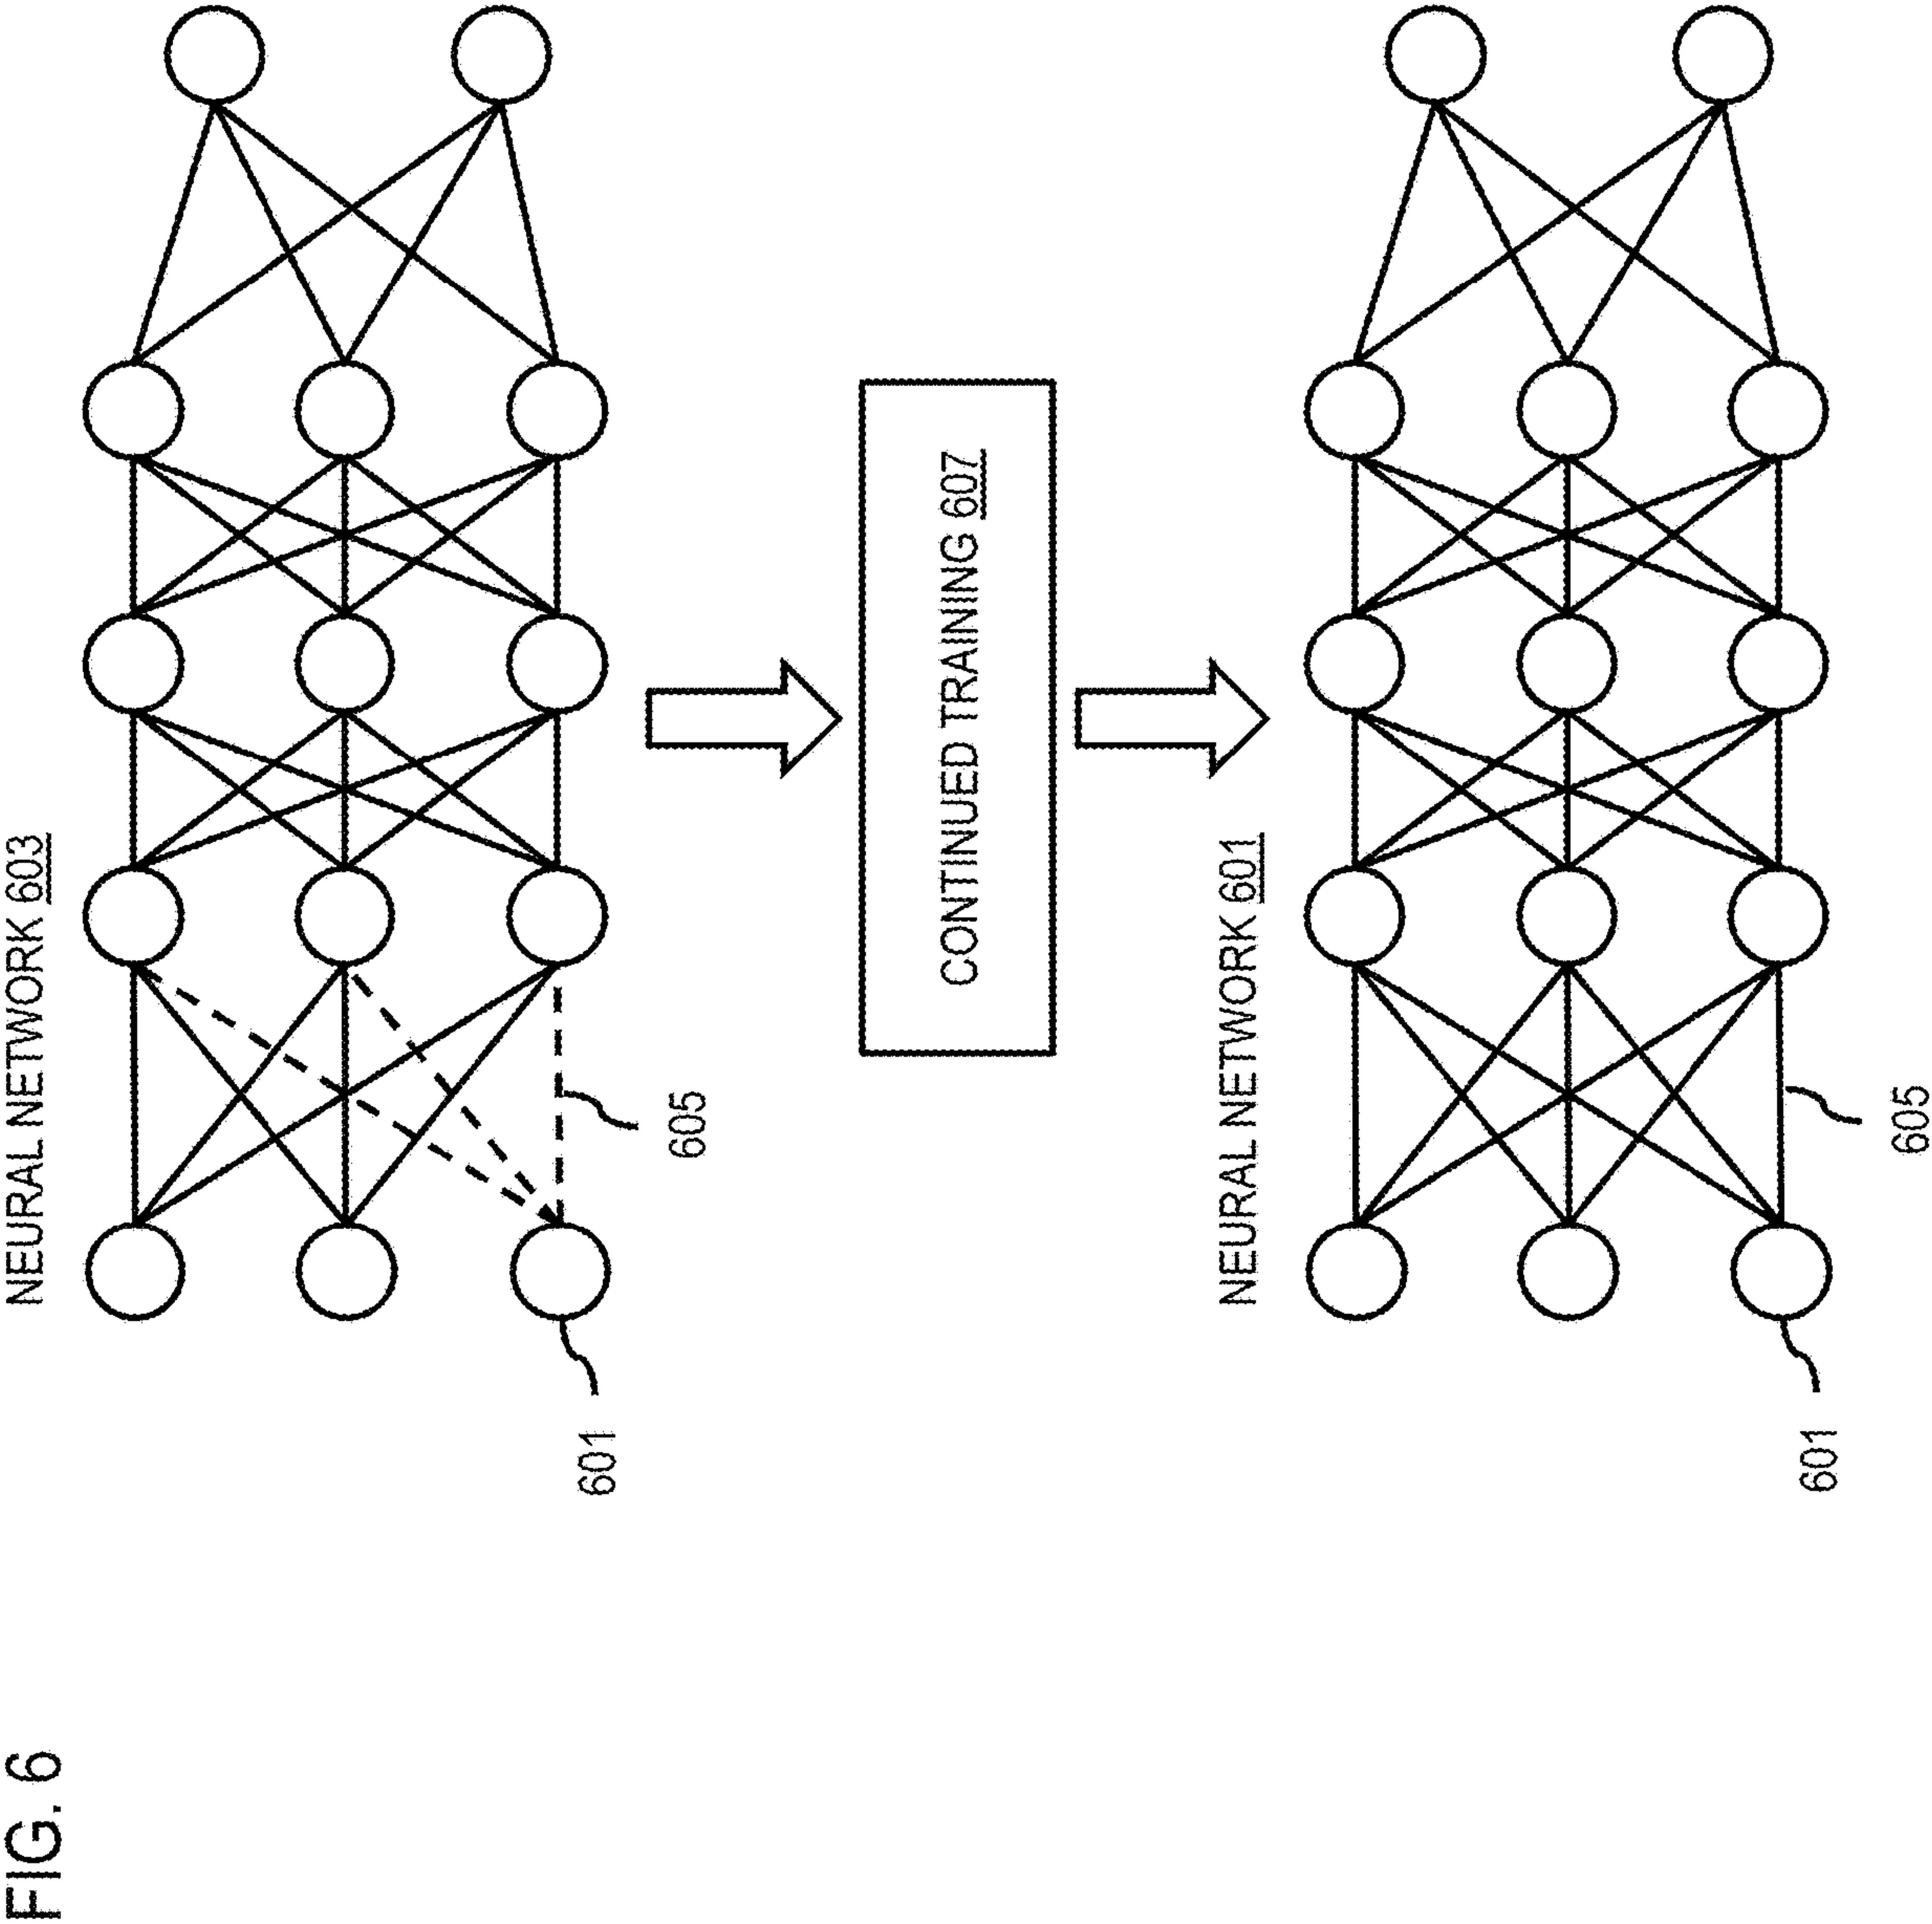 FIG. 6
NEURAL NETWORK 603
601
605
CONTINUED TRAINING 607
NEURAL NETWORK 601
601
605